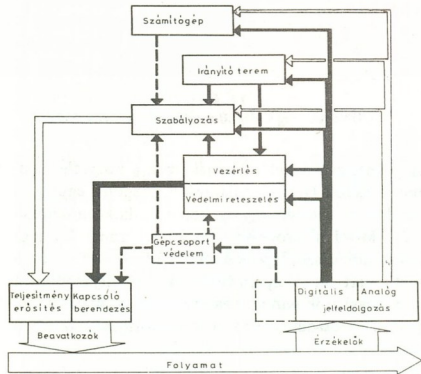 Számítógép
Irányító terem
Szabályozás
Vezérlés
Védelmi reteszelés
Gépcsoport
védelem
Teljesítmény
erősítés
Kapcsoló
berendezés
Digitális
Analóg
jelfeldolgozás
Beavatkozók
Érzékelők
Folyamat